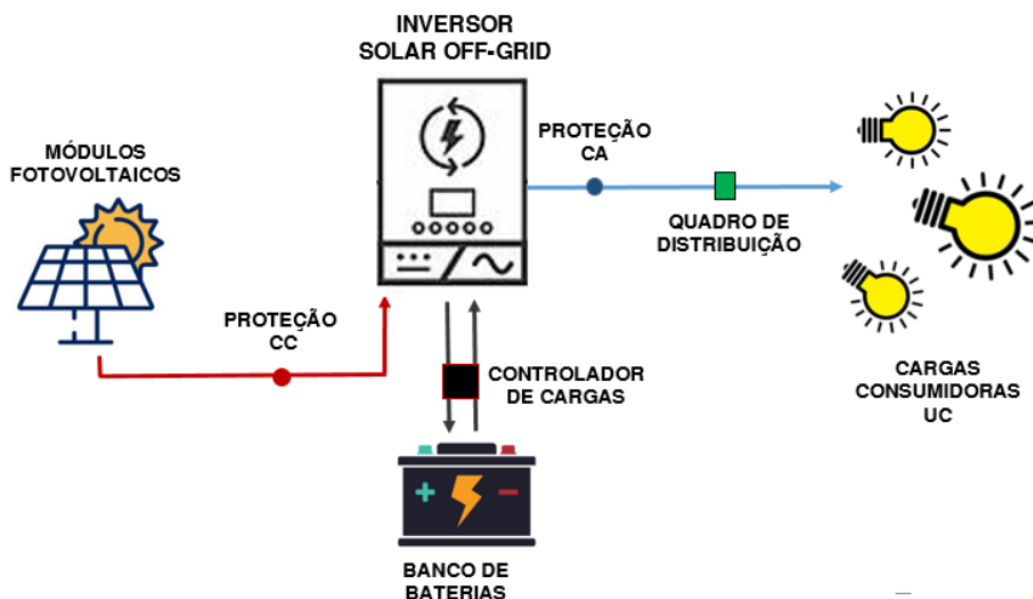 INVERSOR
SOLAR OFF-GRID
MÓDULOS
FOTOVOLTAICOS
PROTEÇÃO
CA
QUADRO DE
DISTRIBUIÇÃO
PROTEÇÃO
CC
CONTROLADOR
DE CARGAS
CARGAS
CONSUMIDORAS
UC
BANCO DE
BATERIAS